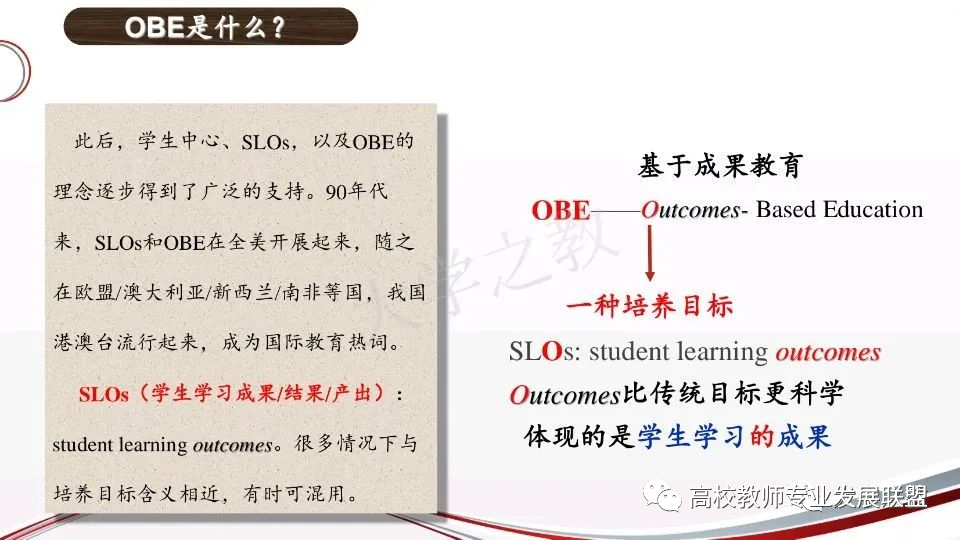 OBE是什么？
此后，学生中心、SLOs，以及OBE的
理念逐步得到了广泛的支持。90年代
来，SLOs和OBE在全美开展起来，随之
在欧盟/澳大利亚/新西兰/南非等国，我国
港澳台流行起来，成为国际教育热词。
SLOs（学生学习成果/结果/产出）：
student learning outcomes。很多情况下与
培养目标含义相近，有时可混用。
基于成果教育
OBE——Outcomes- Based Education
一种培养目标
SLOs: student learning outcomes
Outcomes比传统目标更科学
体现的是学生学习的成果
学之教
高校教师专业发展联盟